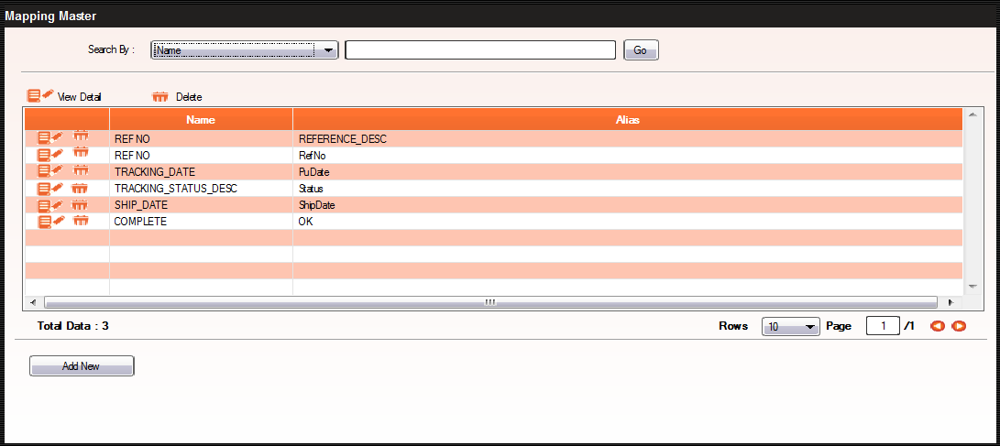 Mapping Master
Search By : Name Go
View Detail Delete
Name Alias
REF NO REFERENCE_DESC
REF NO RefNo
TRACKING_DATE PuDate
TRACKING_STATUS_DESC Status
SHIP_DATE ShipDate
COMPLETE OK
Total Data : 3 Rows 10 Page 1 /1
Add New